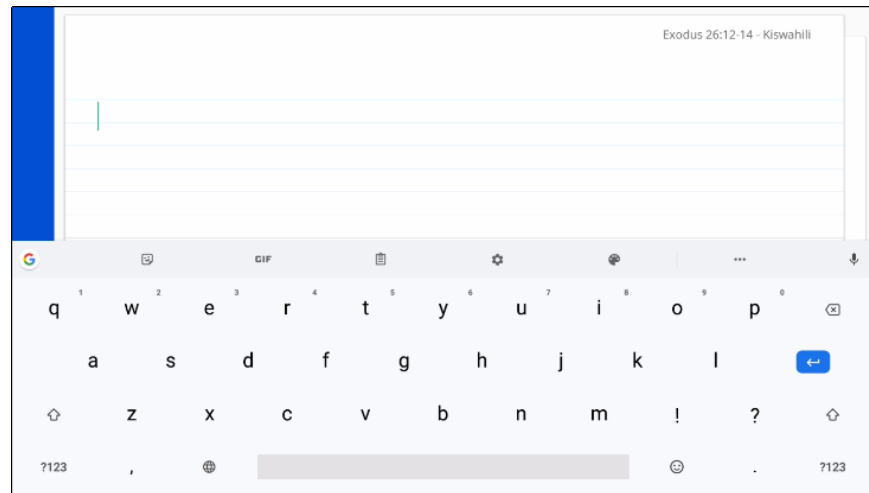 Exodus 26:12-14 - Kiswahili
G GIF
1 2 3 4 5 6 7 8 9 0
q w e r t y u i o p
a s d f g h j k l
z x c v b n m ! ?
?123 , . ?123